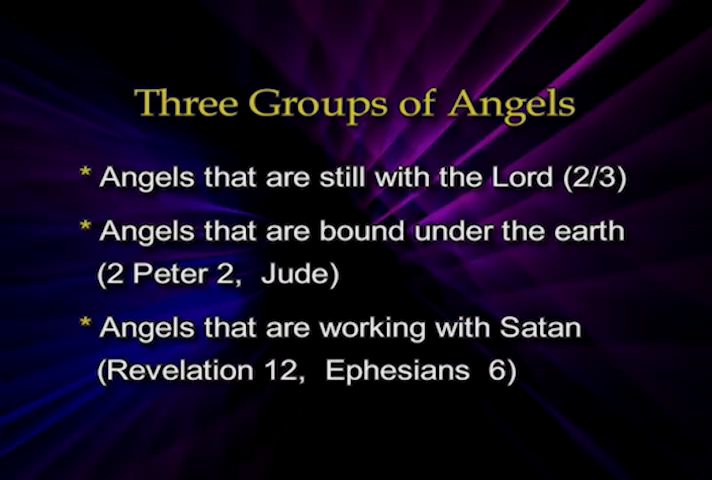 Three Groups of Angels
* Angels that are still with the Lord (2/3)
* Angels that are bound under the earth
(2 Peter 2, Jude)
* Angels that are working with Satan
(Revelation 12, Ephesians 6)